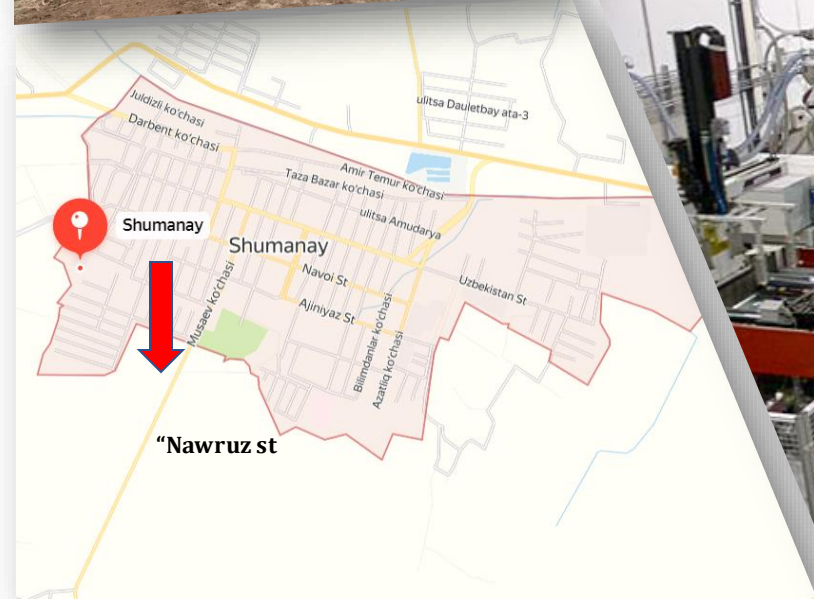 Juldizli ko'chasi
ulitsa Dauletbay ata-3
Darbent ko'chasi
Amir Temur ko'chasi
Taza Bazar ko'chasi
ulitsa Amudarya
Shumanay
Shumanay
Navoi St
Uzbekistan St
Musaev ko'chasi
Ajiniyaz St
Bilimdanlar ko'chasi
Azatliq ko'chasi
“Nawruz st